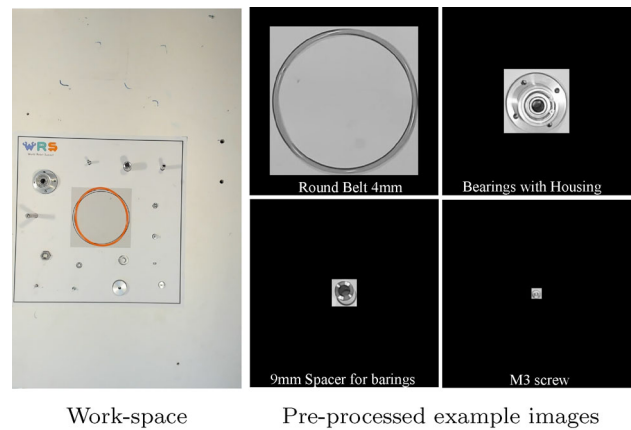 WRS
Round Belt 4mm
Bearings with Housing
9mm Spacer for barings
M3 screw
Work-space
Pre-processed example images